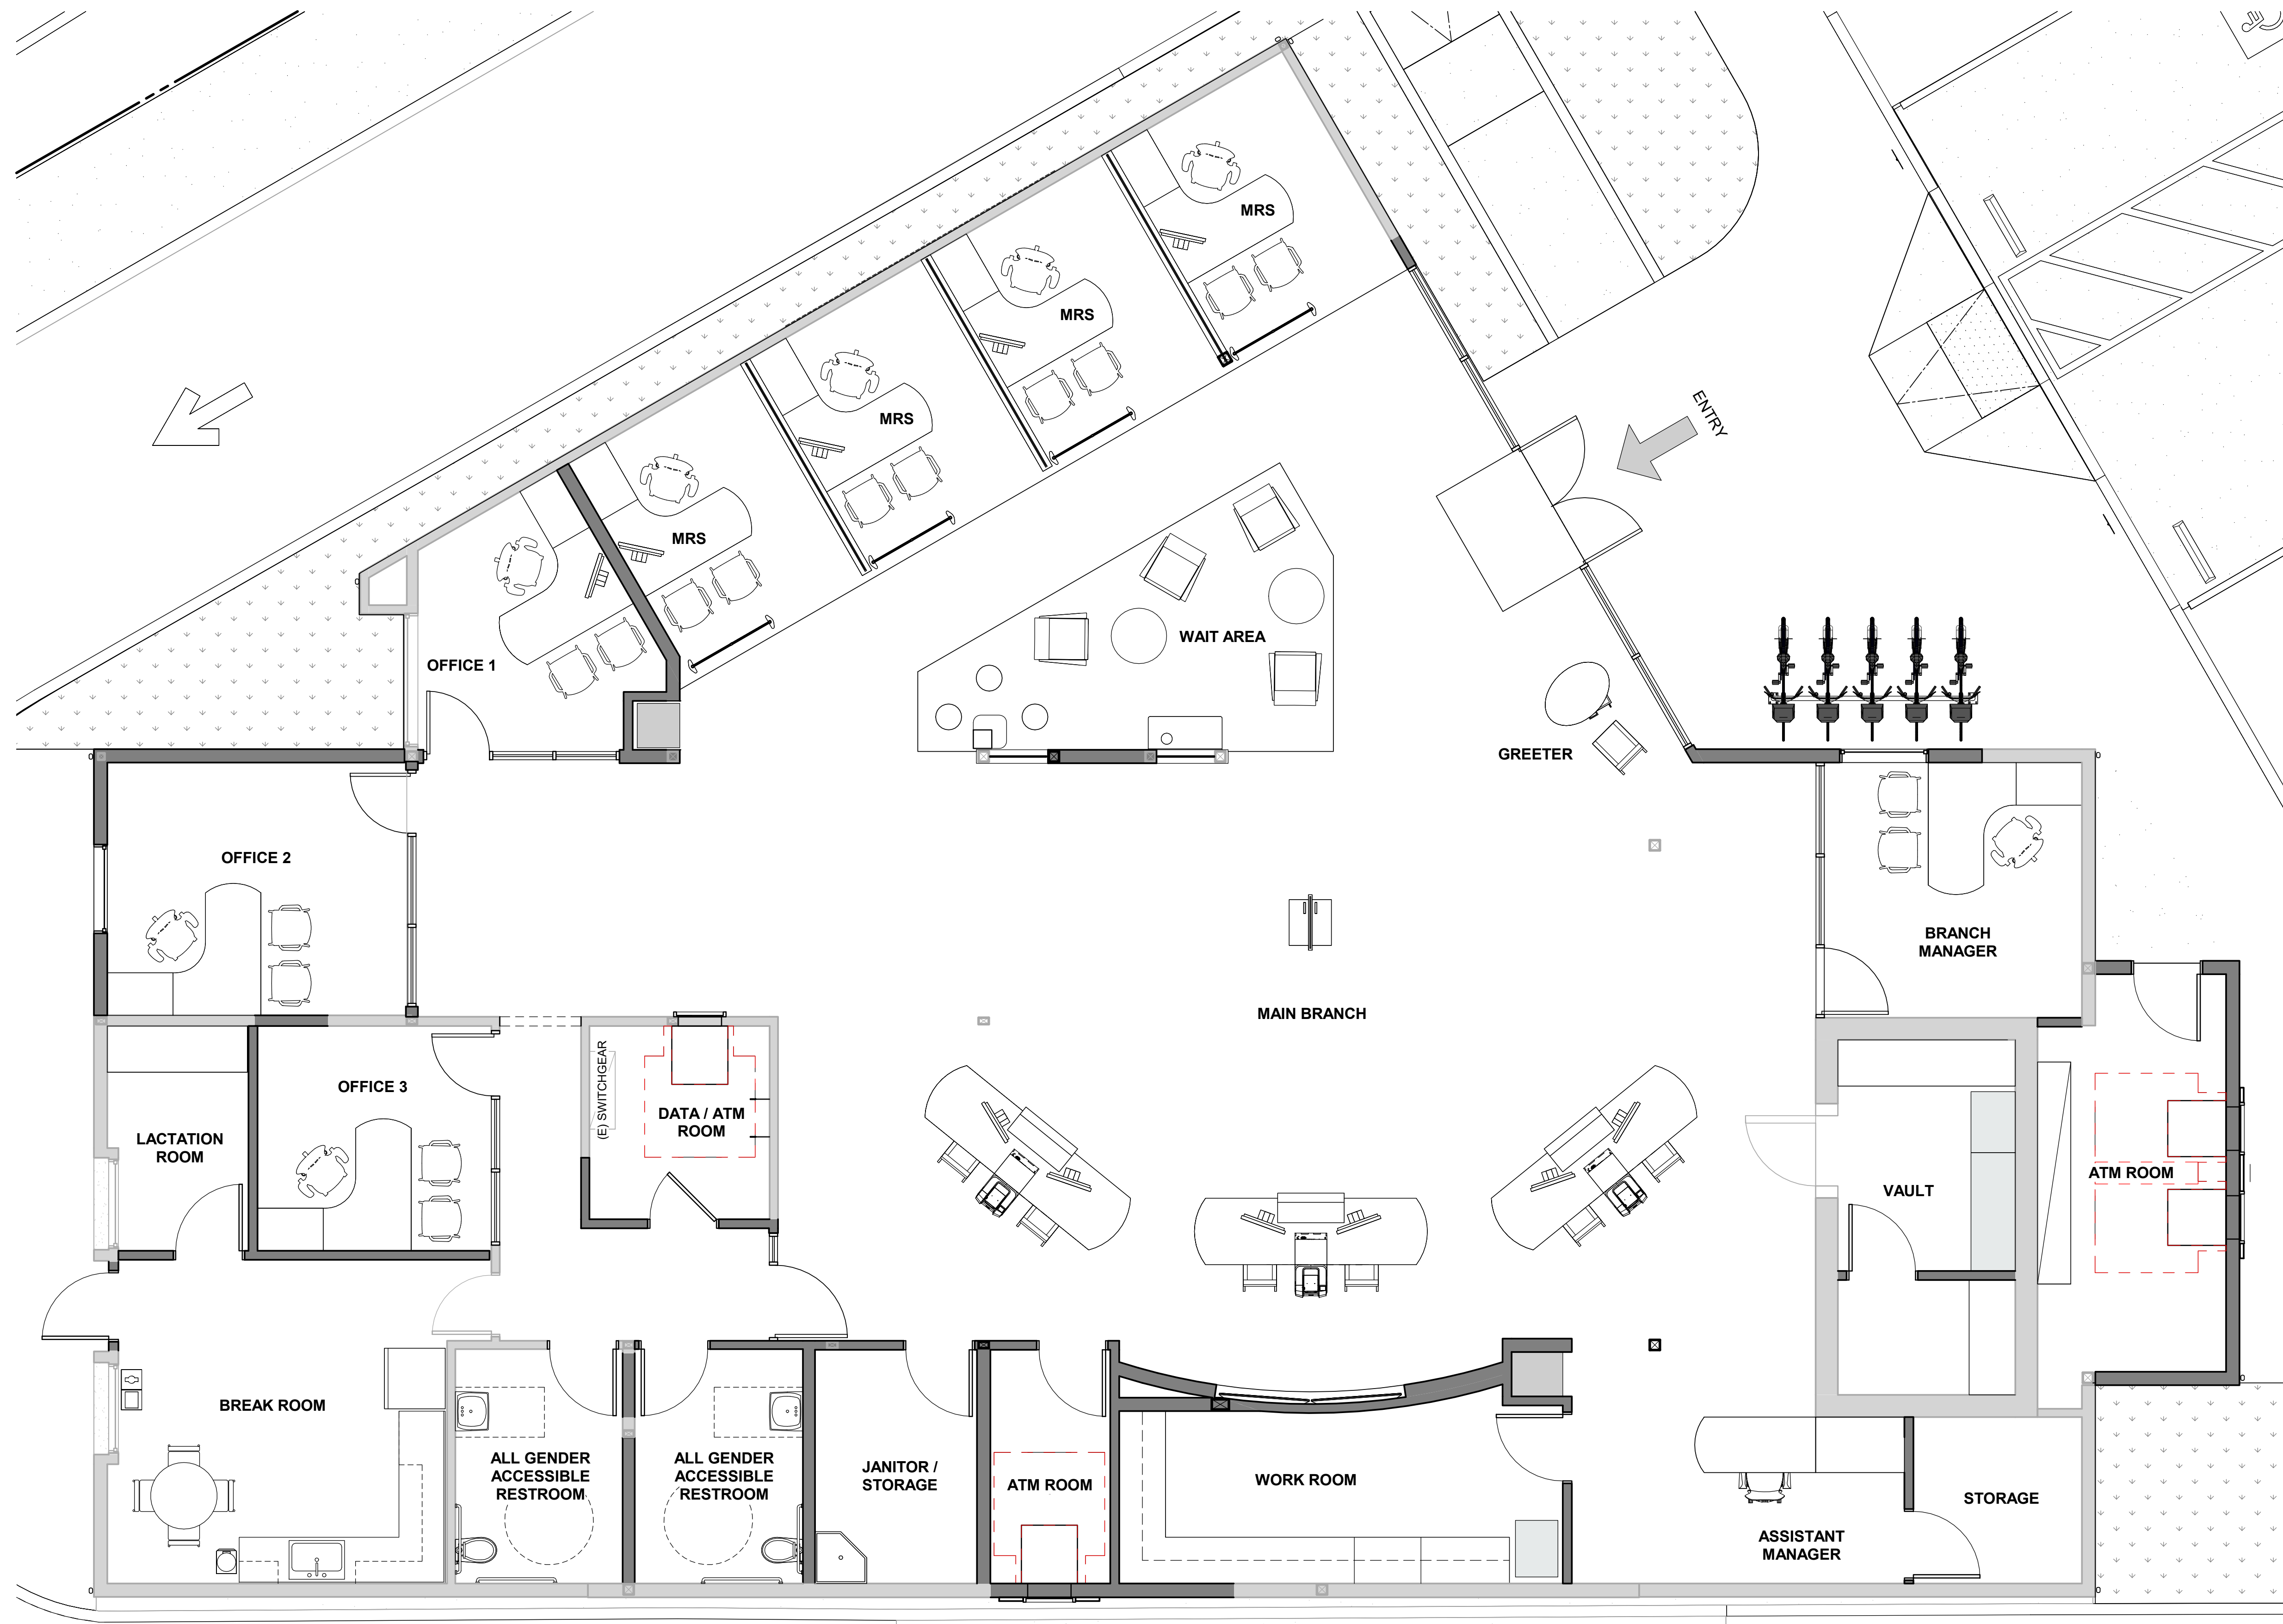 MRS
MRS
MRS
MRS
ENTRY
WAIT AREA
OFFICE 1
GREETER
OFFICE 2
BRANCH
MANAGER
MAIN BRANCH
OFFICE 3
(E) SWITCHGEAR
DATA / ATM
ROOM
LACTATION
ROOM
VAULT
ATM ROOM
BREAK ROOM
ALL GENDER
ACCESSIBLE
RESTROOM
ALL GENDER
ACCESSIBLE
RESTROOM
JANITOR /
STORAGE
ATM ROOM
WORK ROOM
ASSISTANT
MANAGER
STORAGE